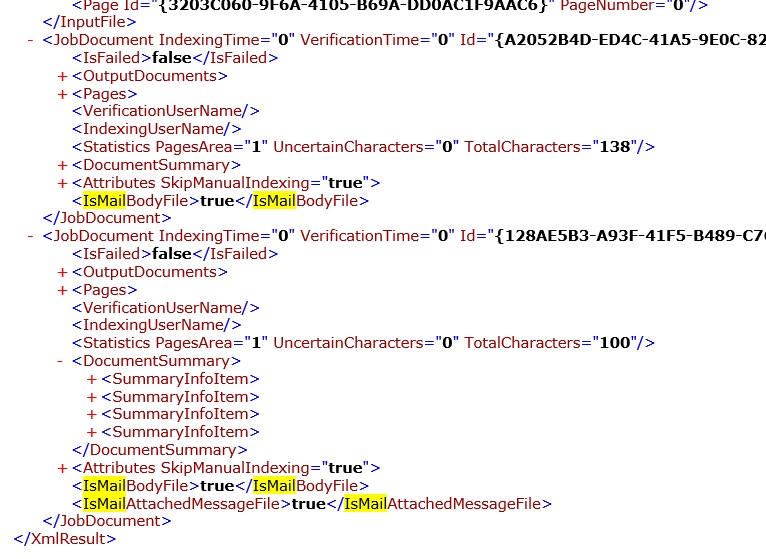 <Page Id="{3203C060-9F6A-4105-B69A-DD0AC1F9AAC6}" PageNumber="0"/>
</InputFile>
- <JobDocument IndexingTime="0" VerificationTime="0" Id="{A2052B4D-ED4C-41A5-9E0C-82
<IsFailed>false</IsFailed>
+ <OutputDocuments>
+ <Pages>
<VerificationUserName/>
<IndexingUserName/>
<Statistics PagesArea="1" UncertainCharacters="0" TotalCharacters="138"/>
+ <DocumentSummary>
+ <Attributes SkipManualIndexing="true">
<IsMailBodyFile>true</IsMailBodyFile>
</JobDocument>
- <JobDocument IndexingTime="0" VerificationTime="0" Id="{128AE5B3-A93F-41F5-B489-C70
<IsFailed>false</IsFailed>
+ <OutputDocuments>
+ <Pages>
<VerificationUserName/>
<IndexingUserName/>
<Statistics PagesArea="1" UncertainCharacters="0" TotalCharacters="100"/>
- <DocumentSummary>
+ <SummaryInfoItem>
+ <SummaryInfoItem>
+ <SummaryInfoItem>
+ <SummaryInfoItem>
</DocumentSummary>
+ <Attributes SkipManualIndexing="true">
<IsMailBodyFile>true</IsMailBodyFile>
<IsMailAttachedMessageFile>true</IsMailAttachedMessageFile>
</JobDocument>
</XmlResult>